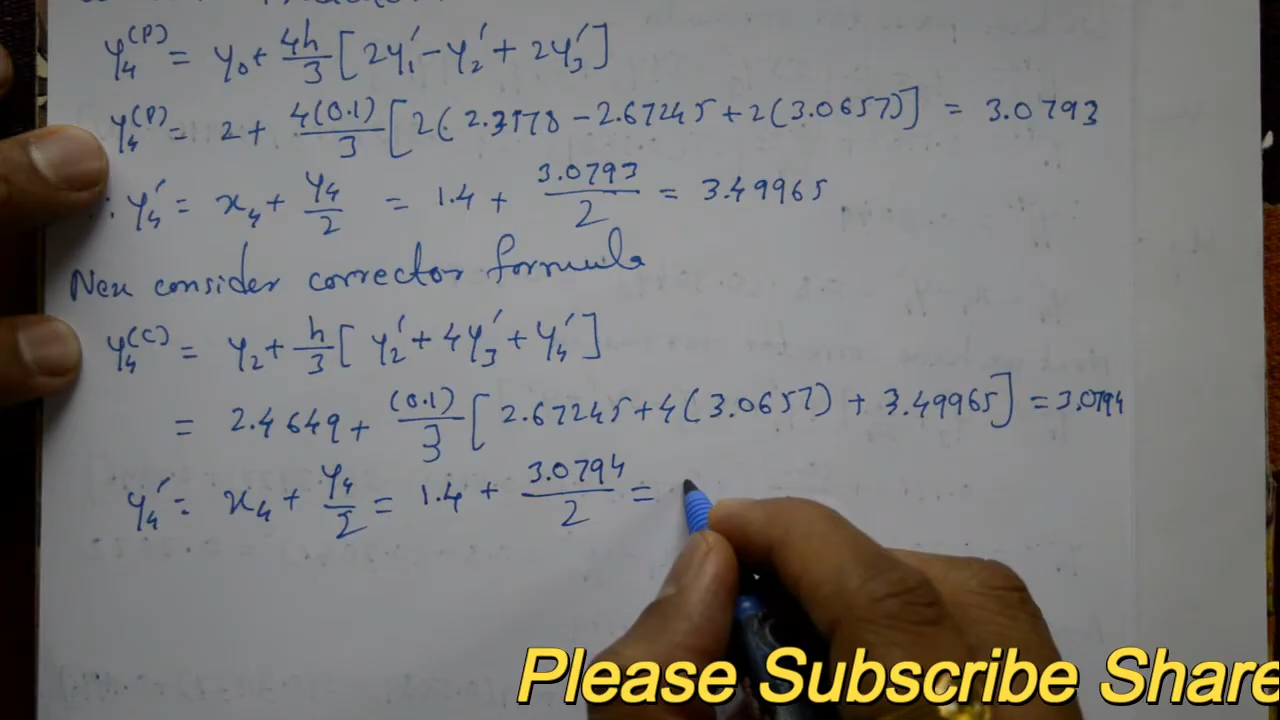 y₄⁽ᴾ⁾ = y₀ + 4h/3 [2y₁′ − y₂′ + 2y₃′]
y₄⁽ᴾ⁾ = 2 + 4(0.1)/3 [2(2.3178 − 2.67245 + 2(3.0657)] = 3.0793
∴ y₄′ = x₄ + y₄/2 = 1.4 + 3.0793/2 = 3.49965
New consider corrector formula
y₄⁽ᶜ⁾ = y₂ + h/3 [y₂′ + 4y₃′ + y₄′]
= 2.4649 + (0.1)/3 [2.67245 + 4(3.0657) + 3.49965] = 3.0794
y₄′ = x₄ + y₄/2 = 1.4 + 3.0794/2 =
Please Subscribe Share